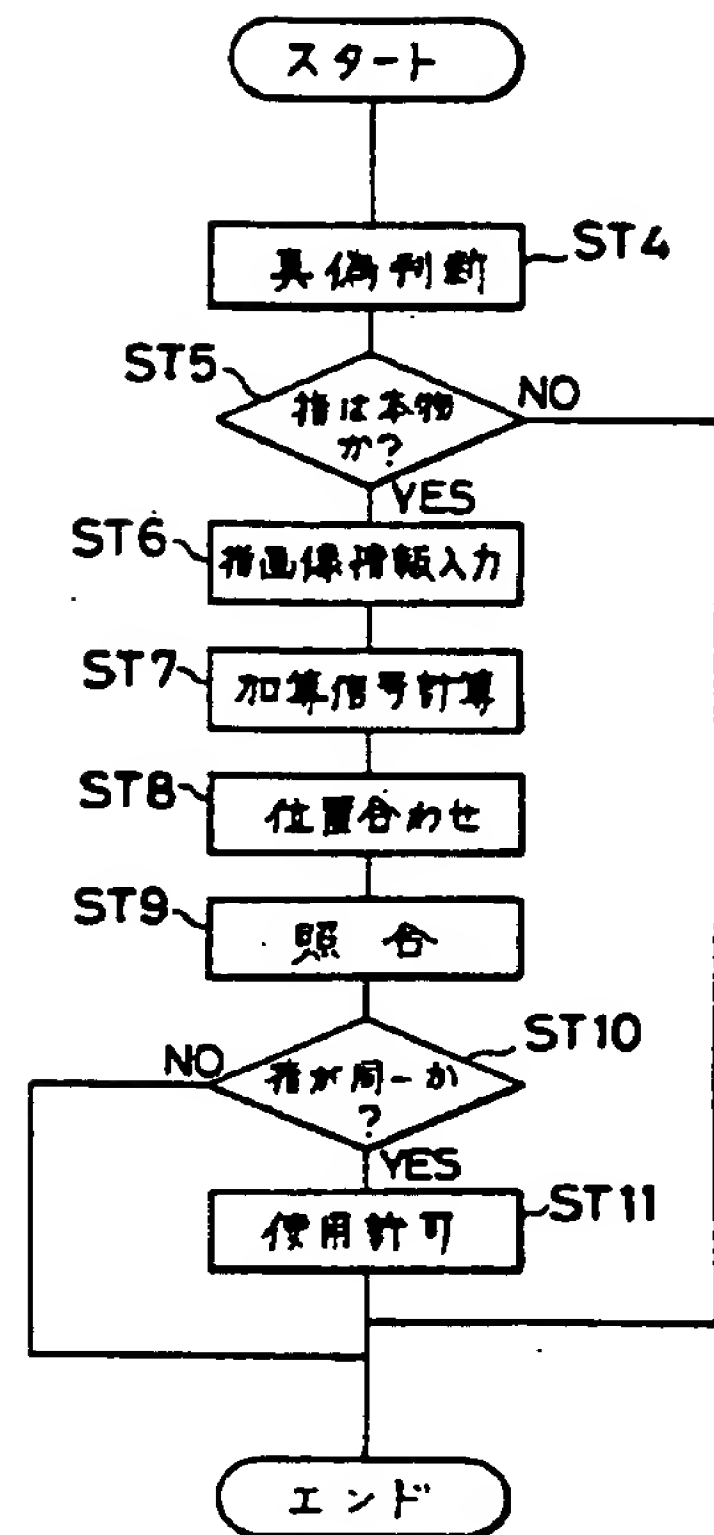 スタート
真偽判断
ST4
ST5
指は本物
か?
NO
YES
ST6
指画像情報入力
ST7
加算信号計算
ST8
位置合わせ
ST9
照合
ST10
NO
指が同一か
?
YES
使用許可
ST11
エンド